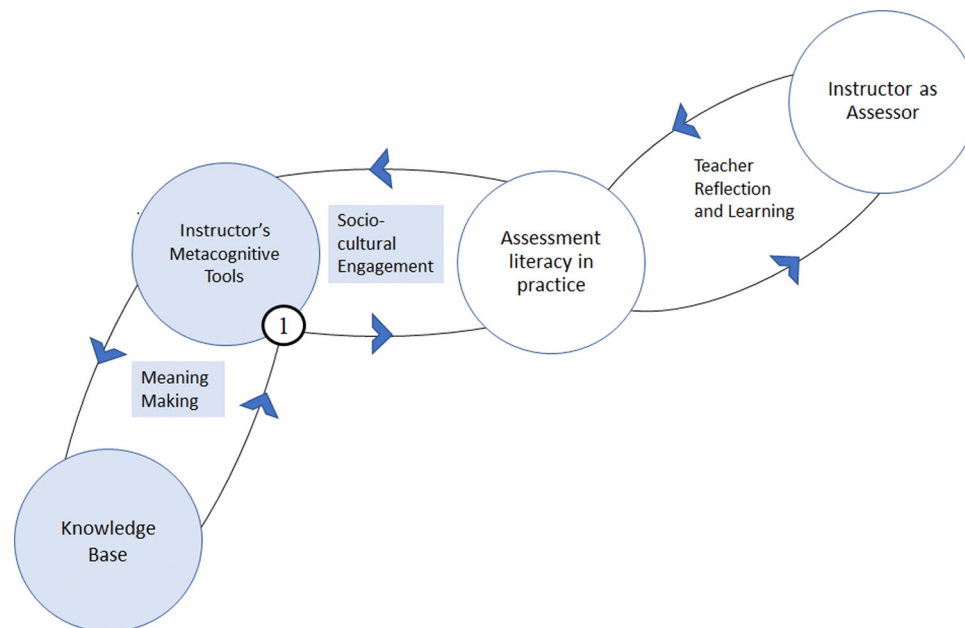 Instructor as
Assessor
Teacher
Reflection
and Learning
Socio-
cultural
Engagement
Instructor's
Metacognitive
Tools
Assessment
literacy in
practice
1
Meaning
Making
Knowledge
Base